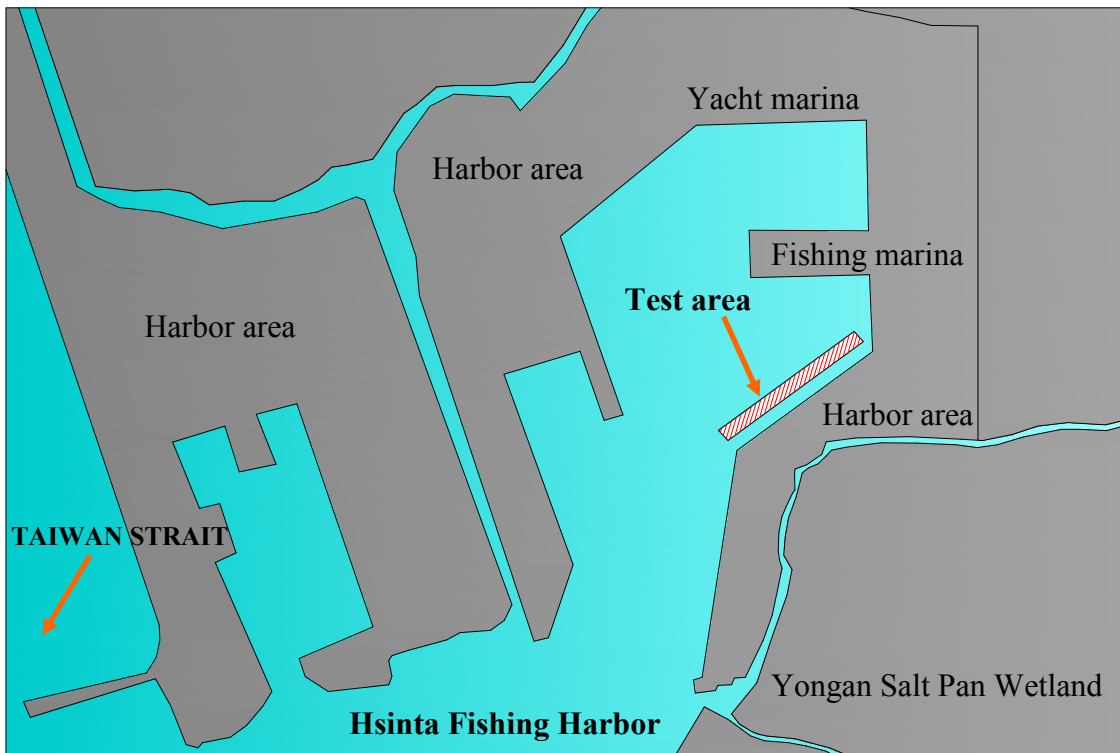 Yacht marina
Harbor area
Fishing marina
Test area
Harbor area
Harbor area
TAIWAN STRAIT
Yongan Salt Pan Wetland
Hsinta Fishing Harbor